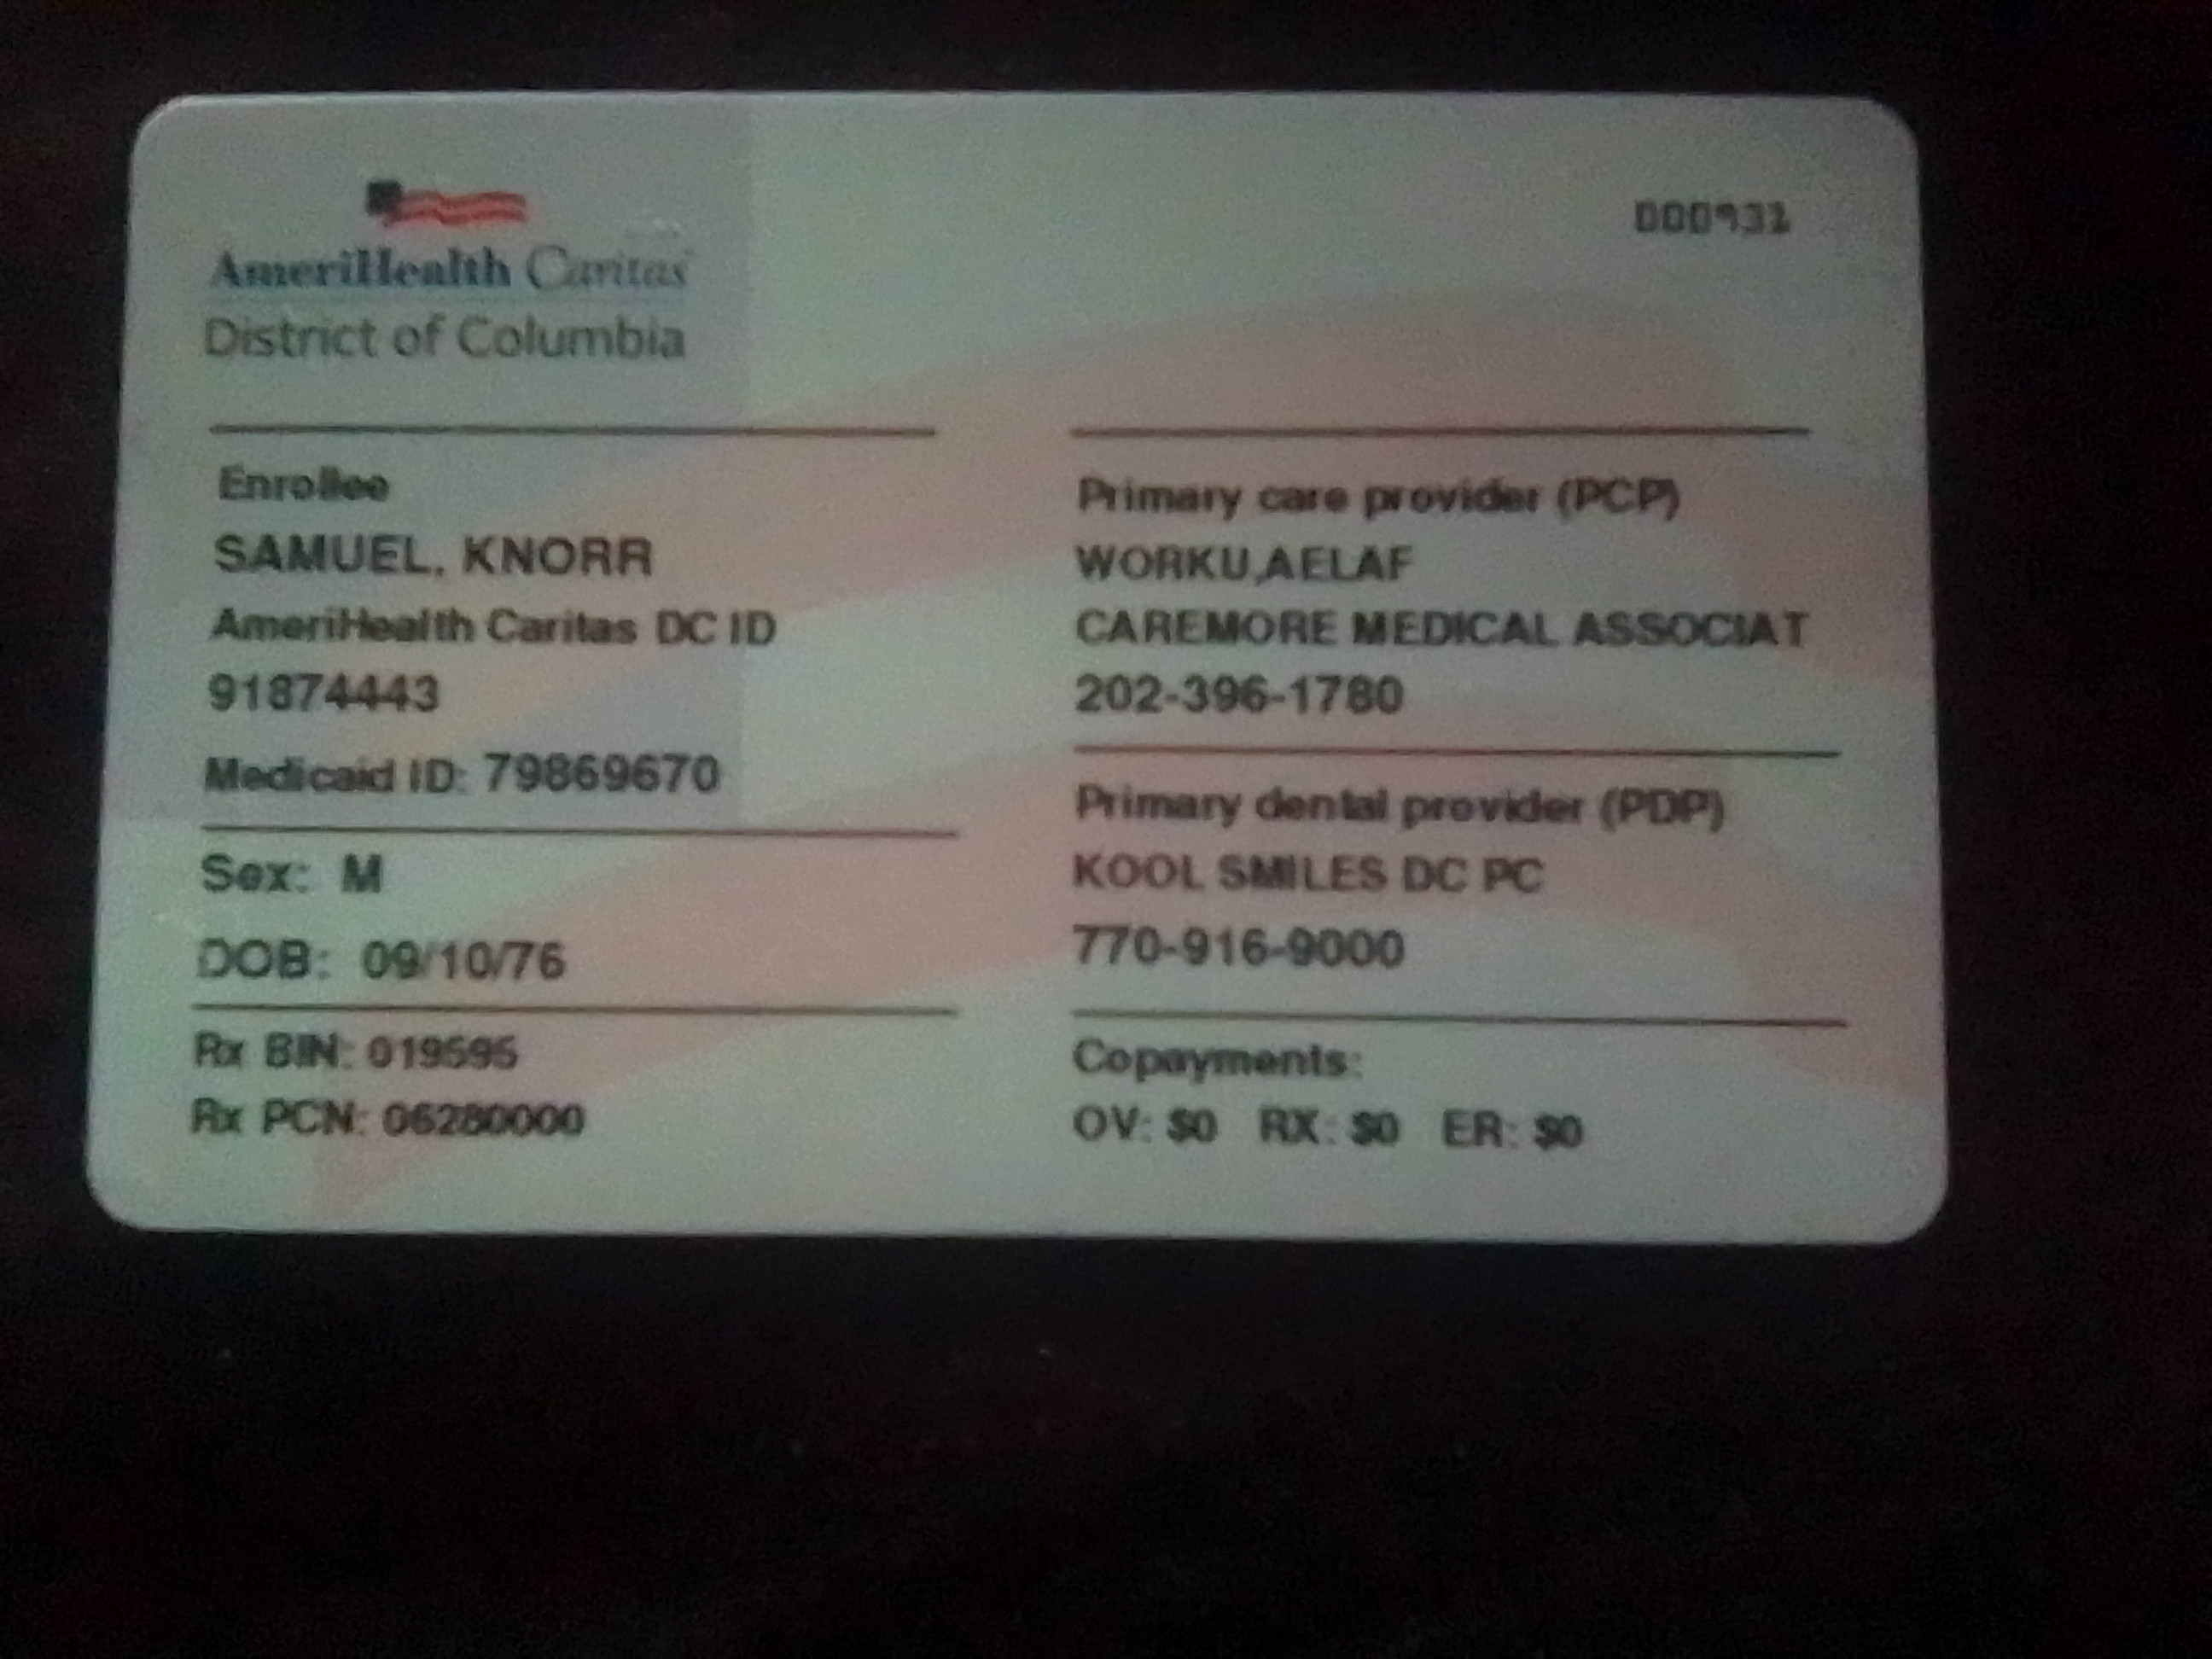 AmeriHealth Caritas
District of Columbia
000931
Enrollee
SAMUEL, KNORR
AmeriHealth Caritas DC ID
91874443
Medicaid ID: 79869670
Sex: M
DOB: 09/10/76
Rx BIN: 019595
Rx PCN: 06280000
Primary care provider (PCP)
WORKU,AELAF
CAREMORE MEDICAL ASSOCIAT
202-396-1780
Primary dental provider (PDP)
KOOL SMILES DC PC
770-916-9000
Copayments:
OV: $0 RX: $0 ER: $0